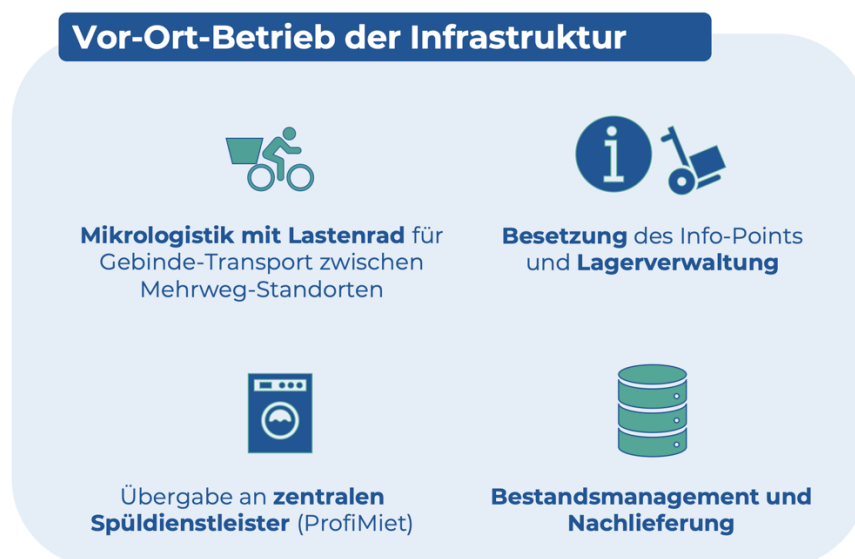 Vor-Ort-Betrieb der Infrastruktur
Mikrologistik mit Lastenrad für
Gebinde-Transport zwischen
Mehrweg-Standorten
Besetzung des Info-Points
und Lagerverwaltung
Übergabe an zentralen
Spüldienstleister (ProfiMiet)
Bestandsmanagement und
Nachlieferung